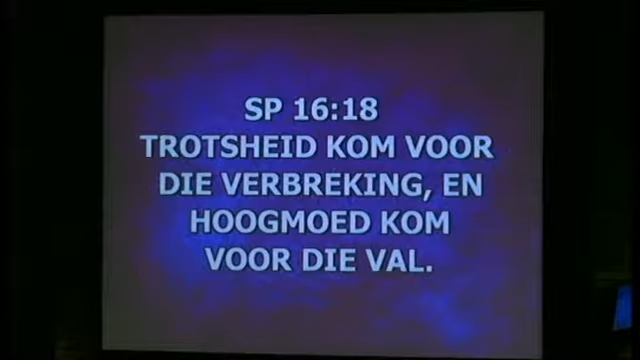 SP 16:18
TROTSHEID KOM VOOR
DIE VERBREKING, EN
HOOGMOED KOM
VOOR DIE VAL.